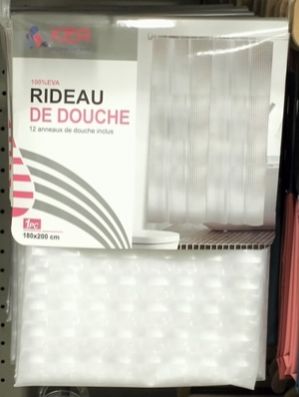 100%EVA
RIDEAU
DE DOUCHE
12 anneaux de douche inclus
1PC
180x200 cm